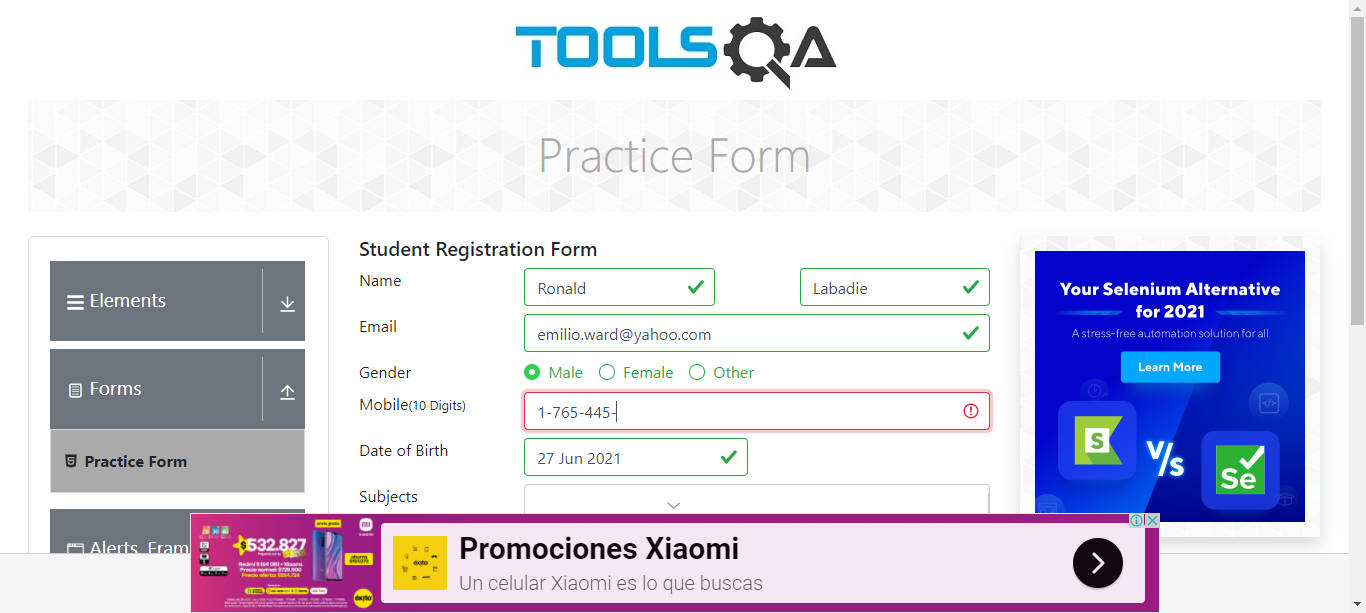 TOOLSQA
Practice Form
Elements
Forms
Practice Form
Alerts, Fram
Student Registration Form
Name
Ronald
Labadie
Email
emilio.ward@yahoo.com
Gender
Male
Female
Other
Mobile(10 Digits)
1-765-445-
Date of Birth
27 Jun 2021
Subjects
Your Selenium Alternative
for 2021
A stress-free automation solution for all
Learn More
S
V/s
Se
envío gratis
$532.827
éxito
Promociones Xiaomi
Un celular Xiaomi es lo que buscas